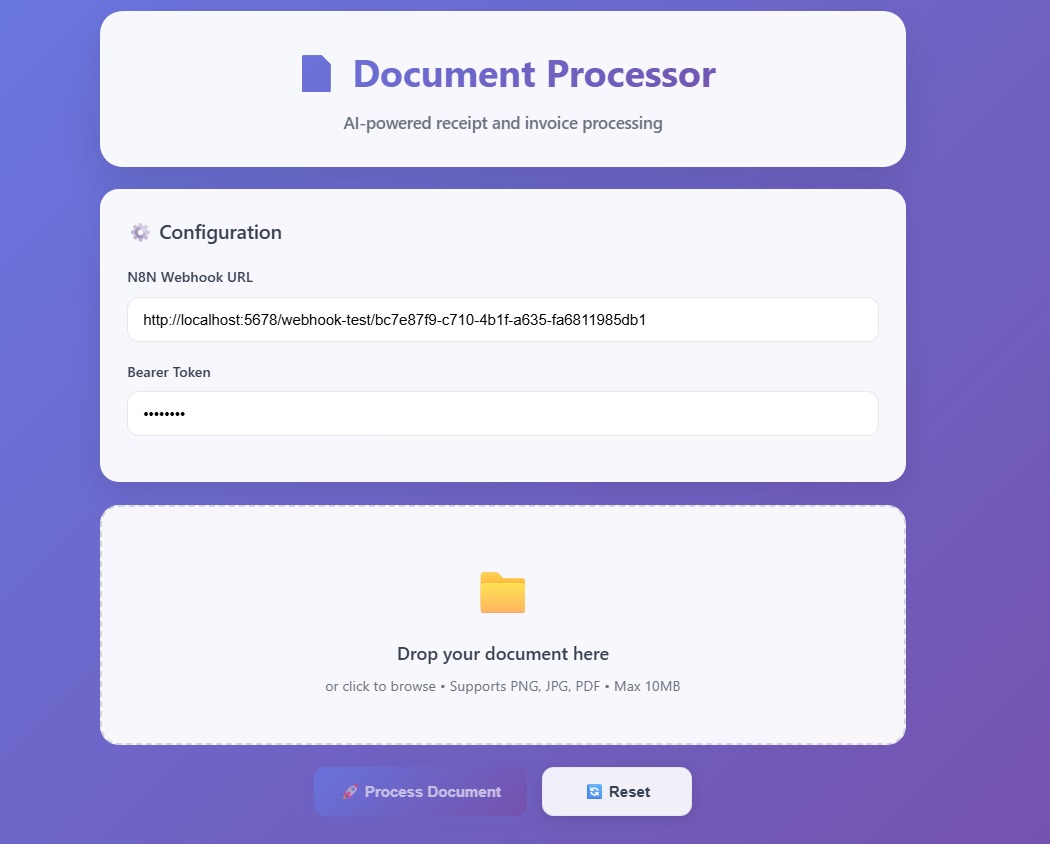 Document Processor
AI-powered receipt and invoice processing
Configuration
N8N Webhook URL
http://localhost:5678/webhook-test/bc7e87f9-c710-4b1f-a635-fa6811985db1
Bearer Token
••••••••
Drop your document here
or click to browse • Supports PNG, JPG, PDF • Max 10MB
Process Document
Reset